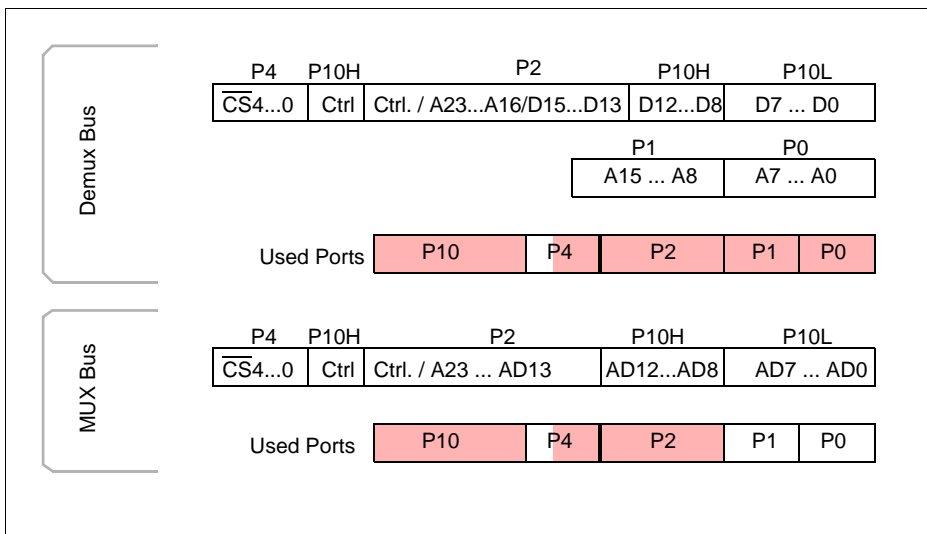 Demux Bus
P4 P10H P2 P10H P10L
CS4...0 Ctrl Ctrl. / A23...A16/D15...D13 D12...D8 D7 ... D0
P1 P0
A15 ... A8 A7 ... A0
Used Ports P10 P4 P2 P1 P0
MUX Bus
P4 P10H P2 P10H P10L
CS4...0 Ctrl Ctrl. / A23 ... AD13 AD12...AD8 AD7 ... AD0
Used Ports P10 P4 P2 P1 P0